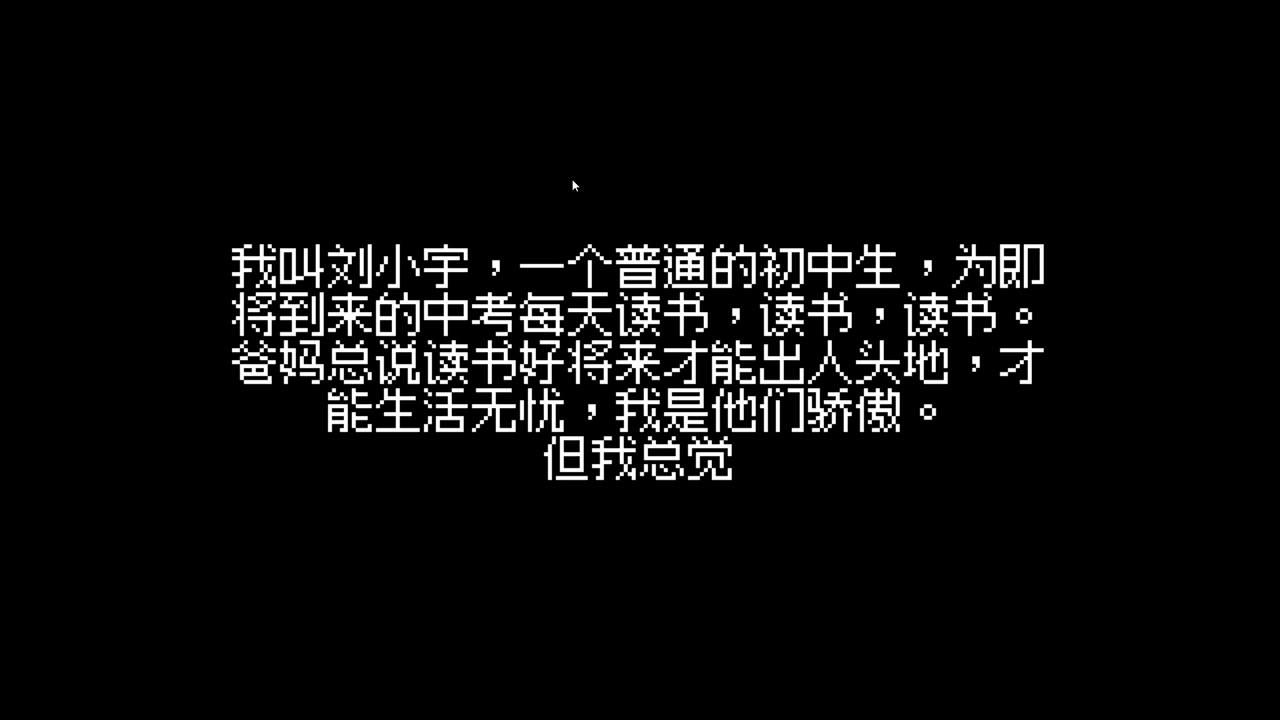 我叫刘小宇，一个普通的初中生，为即
将到来的中考每天读书，读书，读书。
爸妈总说读书好将来才能出人头地，才
能生活无忧，我是他们骄傲。
但我总觉